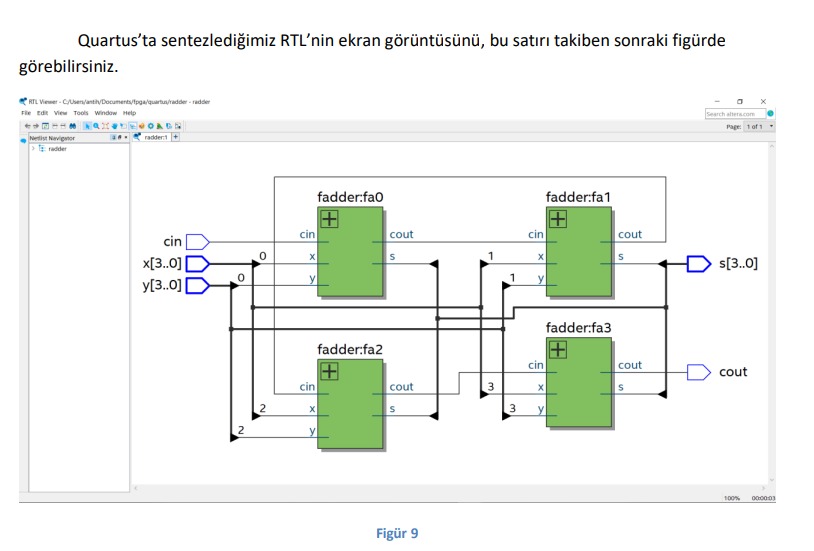 Quartus’ta sentezlediğimiz RTL’nin ekran görüntüsünü, bu satırı takiben sonraki figürde
görebilirsiniz.
RTL Viewer - C:/Users/antih/Documents/fpga/quartus/radder - radder
File Edit View Tools Window Help
Search altera.com
Page: 1 of 1
Netlist Navigator
radder:1
radder
fadder:fa0
fadder:fa1
cin
cout
cin
cout
cin
x[3..0]
0
x
s
1
x
s
s[3..0]
y[3..0]
0
y
1
y
fadder:fa2
fadder:fa3
cin
cout
cout
cin
cout
2
x
s
3
x
s
2
y
3
y
100% 00:00:03
Figür 9